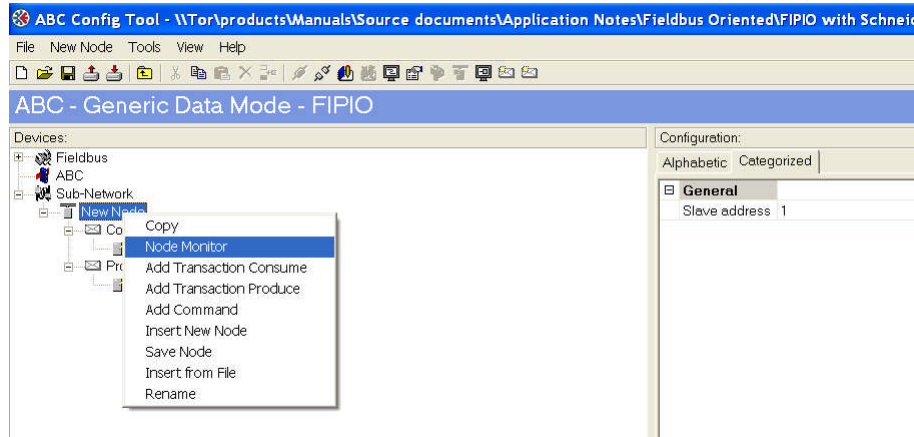 ABC Config Tool - \\Tor\products\Manuals\Source documents\Application Notes\Fieldbus Oriented\FIPIO with Schneid
File New Node Tools View Help
ABC - Generic Data Mode - FIPIO
Devices:
Fieldbus
ABC
Sub-Network
New Node
Co
Pro
Copy
Node Monitor
Add Transaction Consume
Add Transaction Produce
Add Command
Insert New Node
Save Node
Insert from File
Rename
Configuration:
Alphabetic Categorized
General
Slave address 1